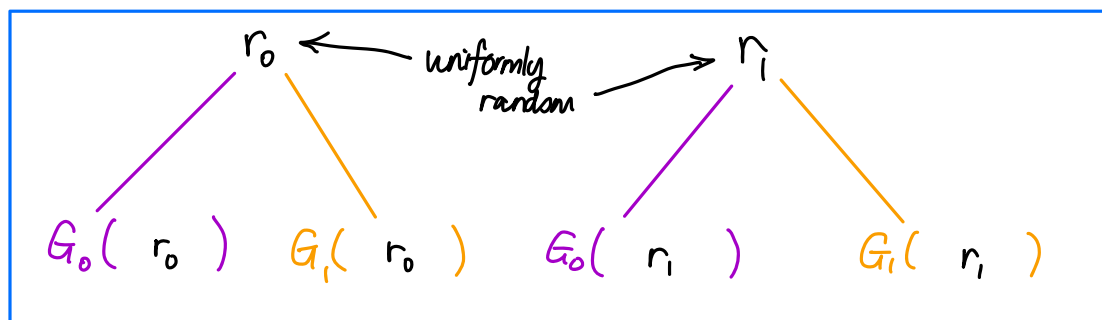 r₀ uniformly random r₁
G₀( r₀ ) G₁( r₀ ) G₀( r₁ ) G₁( r₁ )